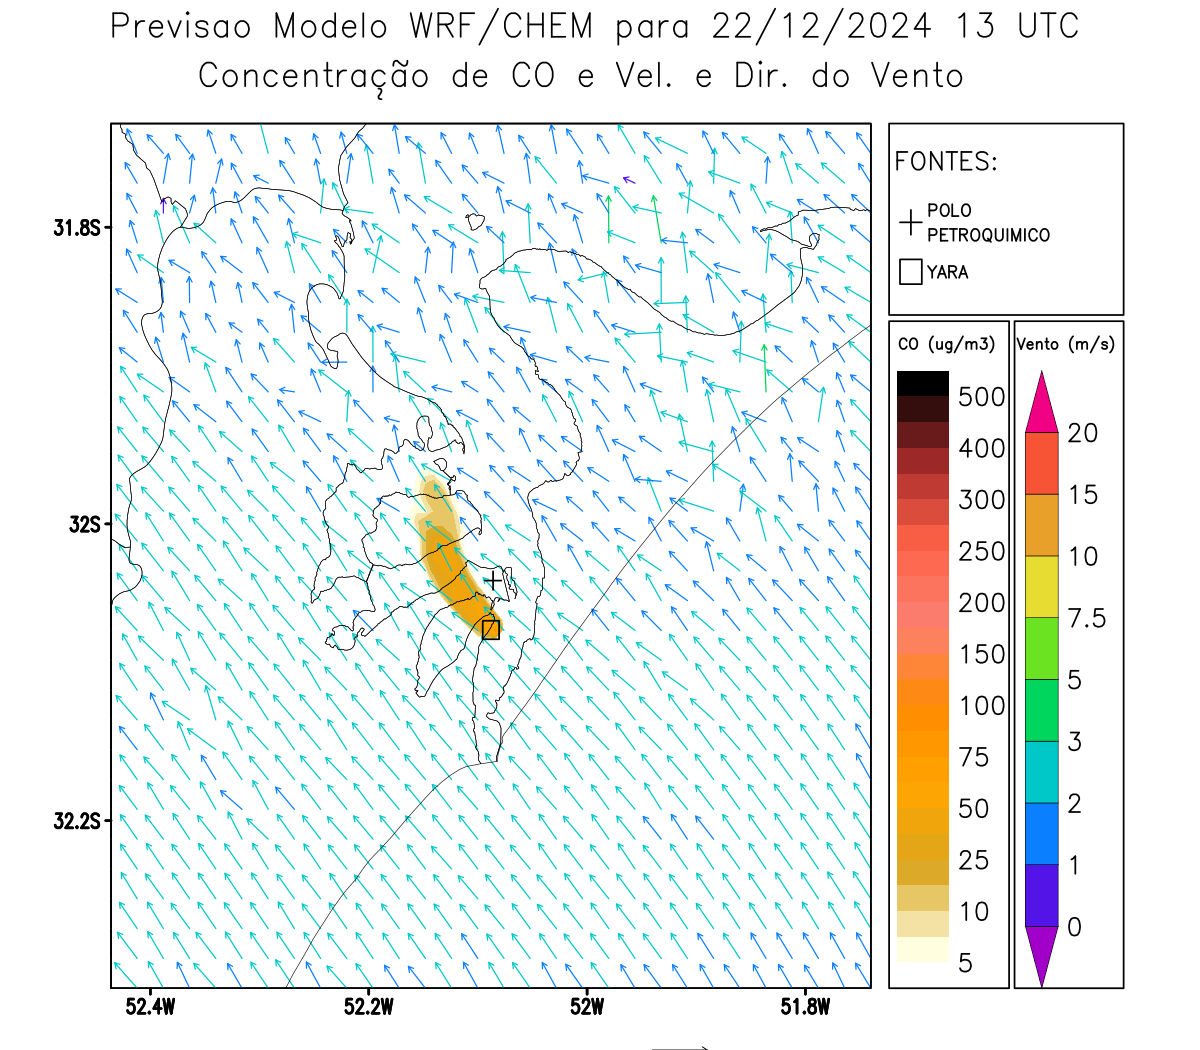 Previsao Modelo WRF/CHEM para 22/12/2024 13 UTC
Concentração de CO e Vel. e Dir. do Vento
FONTES:
POLO
PETROQUIMICO
YARA
CO (ug/m3)
500
400
300
250
200
150
100
75
50
25
10
5
Vento (m/s)
20
15
10
7.5
5
3
2
1
0
31.8S
32S
32.2S
52.4W
52.2W
52W
51.8W